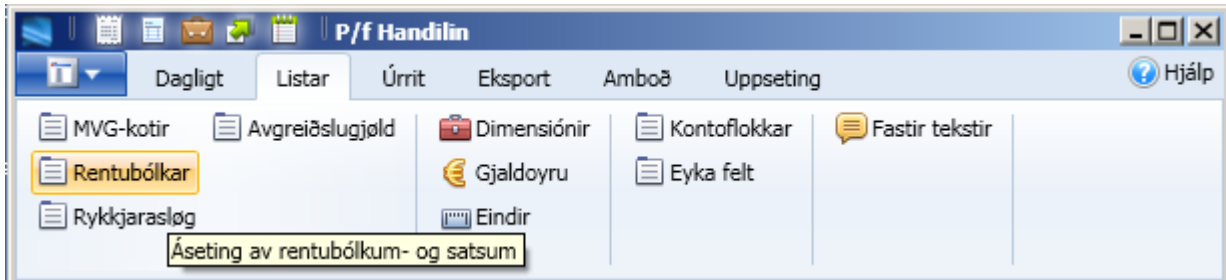 P/f Handilin
Dagligt Listar Úrrit Eksport Amboð Uppseting Hjálp
MVG-kotir Avgreiðslugjøld Dimensiónir Kontoflokkar Fastir tekstir
Rentubólkar Gjaldoyru Eyka felt
Rykkjarasløg Eindir
Áseting av rentubólkum- og satsum